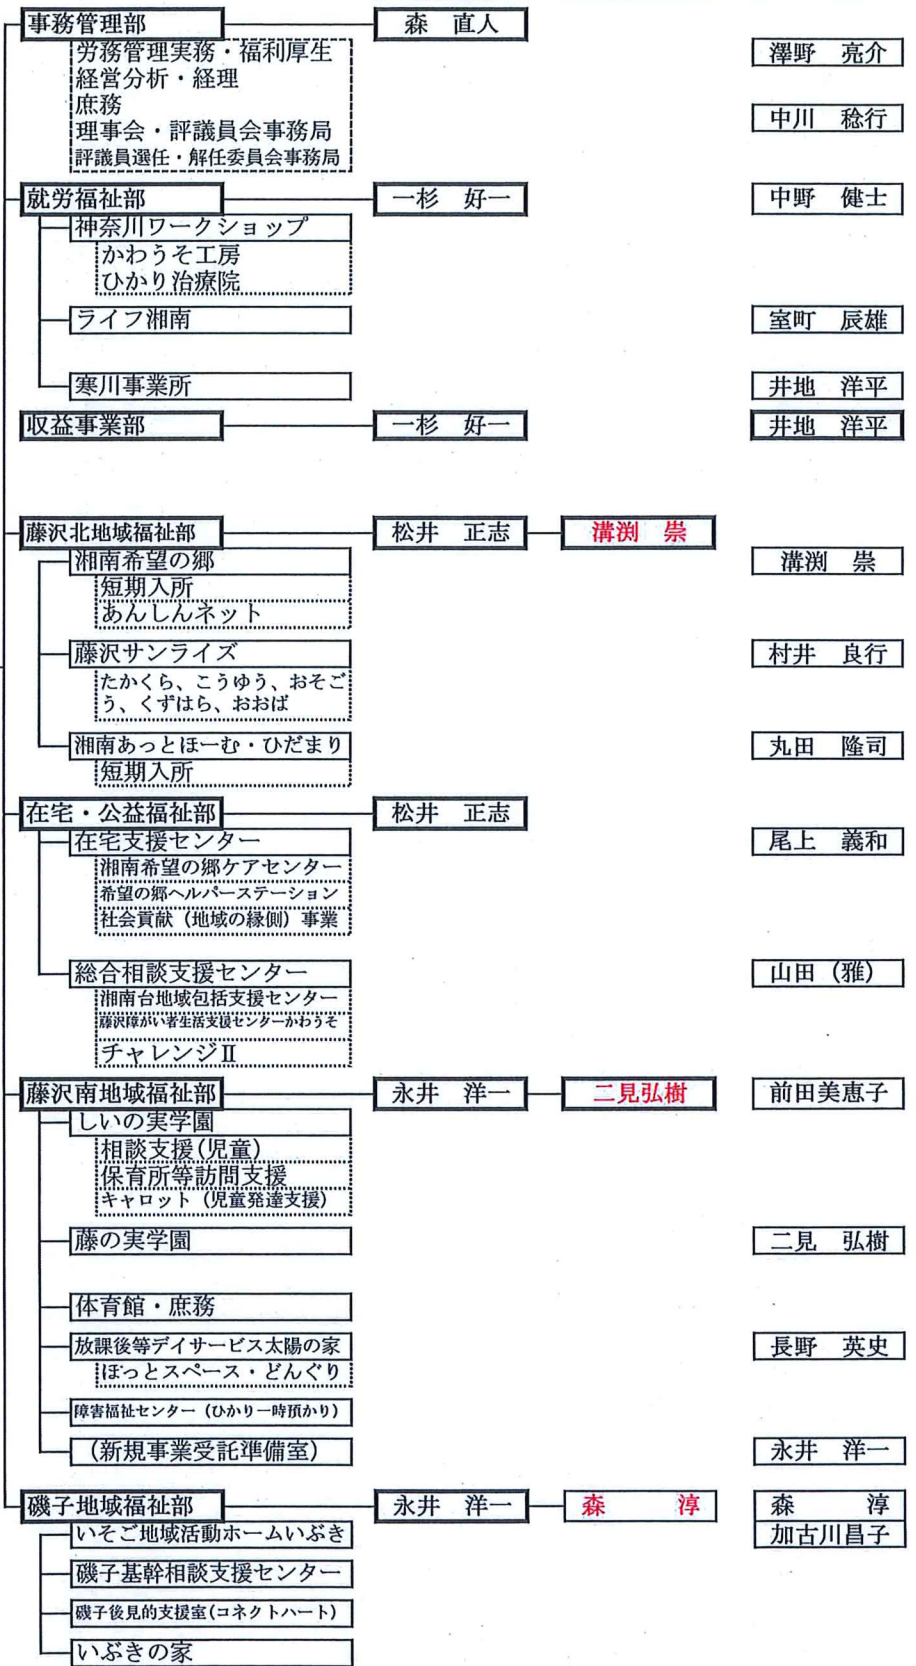 事務管理部 森 直人
労務管理実務・福利厚生 澤野 亮介
経営分析・経理
庶務 中川 稔行
理事会・評議員会事務局
評議員選任・解任委員会事務局
就労福祉部 一杉 好一 中野 健士
神奈川ワークショップ
かわうそ工房
ひかり治療院
ライフ湘南 室町 辰雄
寒川事業所 井地 洋平
収益事業部 一杉 好一 井地 洋平
藤沢北地域福祉部 松井 正志 溝渕 崇
湘南希望の郷 溝渕 崇
短期入所
あんしんネット
藤沢サンライズ 村井 良行
たかくら、こうゆう、おそご
う、くずはら、おおば
湘南あっとほーむ・ひだまり 丸田 隆司
短期入所
在宅・公益福祉部 松井 正志
在宅支援センター 尾上 義和
湘南希望の郷ケアセンター
希望の郷ヘルパーステーション
社会貢献（地域の縁側）事業
総合相談支援センター 山田（雅）
湘南台地域包括支援センター
藤沢障がい者生活支援センターかわうそ
チャレンジⅡ
藤沢南地域福祉部 永井 洋一 二見弘樹 前田美恵子
しいの実学園
相談支援(児童)
保育所等訪問支援
キャロット（児童発達支援）
藤の実学園 二見 弘樹
体育館・庶務
放課後等デイサービス太陽の家 長野 英史
ほっとスペース・どんぐり
障害福祉センター（ひかり一時預かり）
（新規事業受託準備室） 永井 洋一
磯子地域福祉部 永井 洋一 森 淳 森 淳
いそご地域活動ホームいぶき 加古川昌子
磯子基幹相談支援センター
磯子後見的支援室(コネクトハート)
いぶきの家